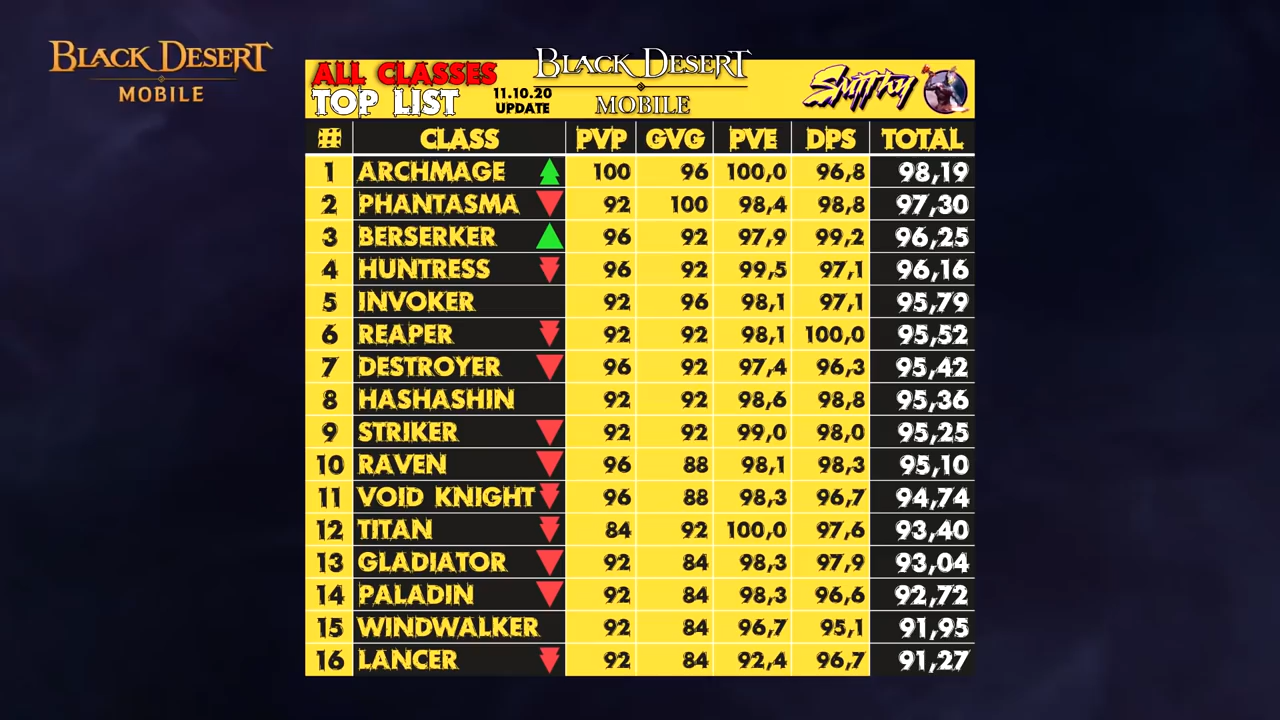 BLACK DESERT
MOBILE
ALL CLASSES
TOP LIST
11.10.20
UPDATE
BLACK DESERT
MOBILE
Smithy
# CLASS PVP GVG PVE DPS TOTAL
1 ARCHMAGE 100 96 100,0 96,8 98,19
2 PHANTASMA 92 100 98,4 98,8 97,30
3 BERSERKER 96 92 97,9 99,2 96,25
4 HUNTRESS 96 92 99,5 97,1 96,16
5 INVOKER 92 96 98,1 97,1 95,79
6 REAPER 92 92 98,1 100,0 95,52
7 DESTROYER 96 92 97,4 96,3 95,42
8 HASHASHIN 92 92 98,6 98,8 95,36
9 STRIKER 92 92 99,0 98,0 95,25
10 RAVEN 96 88 98,1 98,3 95,10
11 VOID KNIGHT 96 88 98,3 96,7 94,74
12 TITAN 84 92 100,0 97,6 93,40
13 GLADIATOR 92 84 98,3 97,9 93,04
14 PALADIN 92 84 98,3 96,6 92,72
15 WINDWALKER 92 84 96,7 95,1 91,95
16 LANCER 92 84 92,4 96,7 91,27